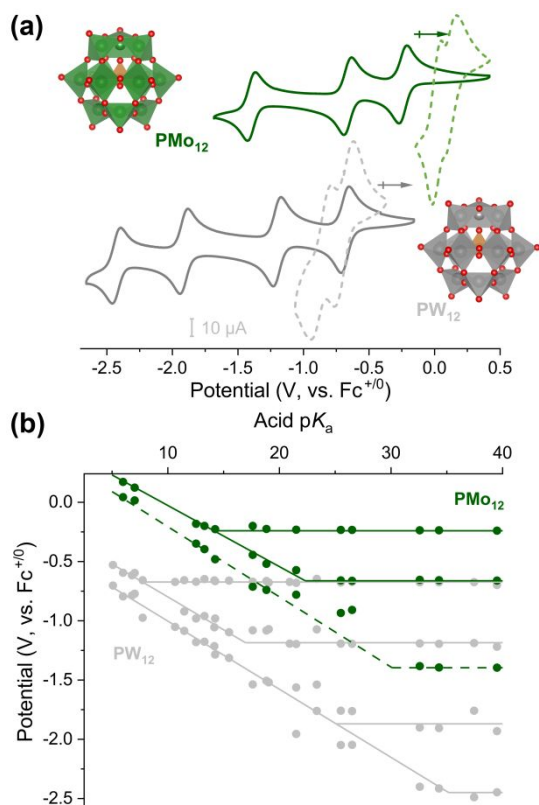 (a)
PMo12
PW12
10 µA
-2.5 -2.0 -1.5 -1.0 -0.5 0.0 0.5
Potential (V, vs. Fc+/0)
(b)
Acid pKa
10 20 30 40
PMo12
0.0
-0.5
-1.0
PW12
-1.5
-2.0
-2.5
Potential (V, vs. Fc+/0)